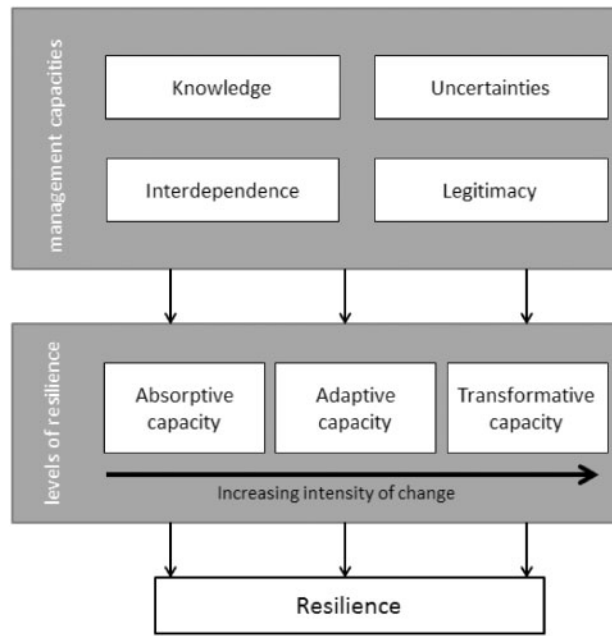 management capacities
Knowledge
Uncertainties
Interdependence
Legitimacy
levels of resilience
Absorptive
capacity
Adaptive
capacity
Transformative
capacity
Increasing intensity of change
Resilience